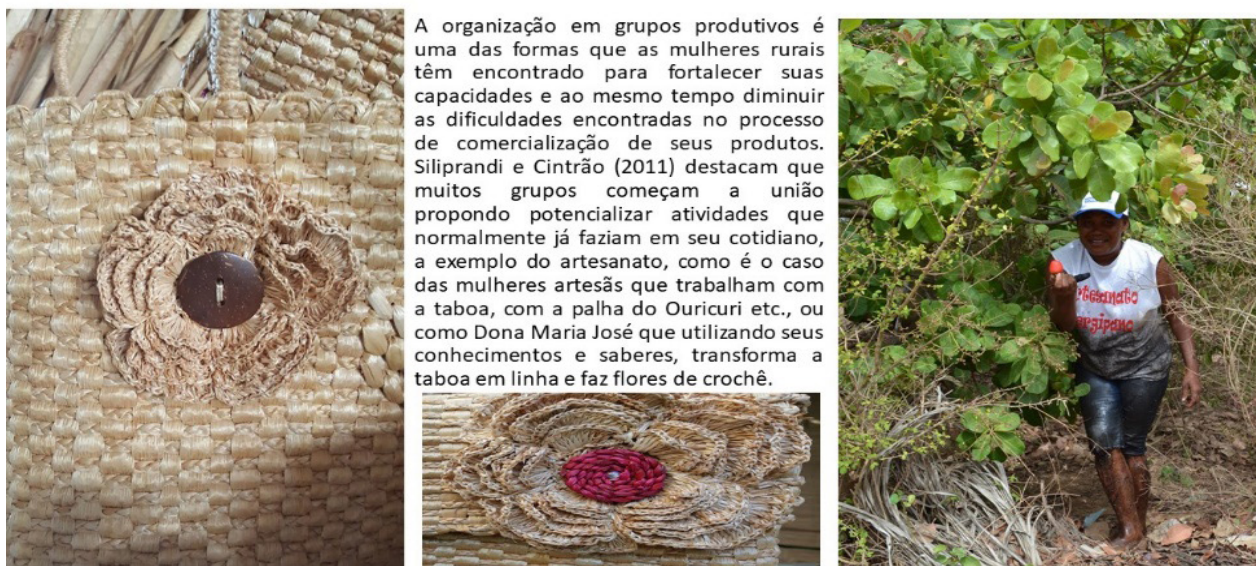 A organização em grupos produtivos é
uma das formas que as mulheres rurais
têm encontrado para fortalecer suas
capacidades e ao mesmo tempo diminuir
as dificuldades encontradas no processo
de comercialização de seus produtos.
Siliprandi e Cintrão (2011) destacam que
muitos grupos começam a união
propondo potencializar atividades que
normalmente já faziam em seu cotidiano,
a exemplo do artesanato, como é o caso
das mulheres artesãs que trabalham com
a taboa, com a palha do Ouricuri etc., ou
como Dona Maria José que utilizando seus
conhecimentos e saberes, transforma a
taboa em linha e faz flores de crochê.
rtesanato